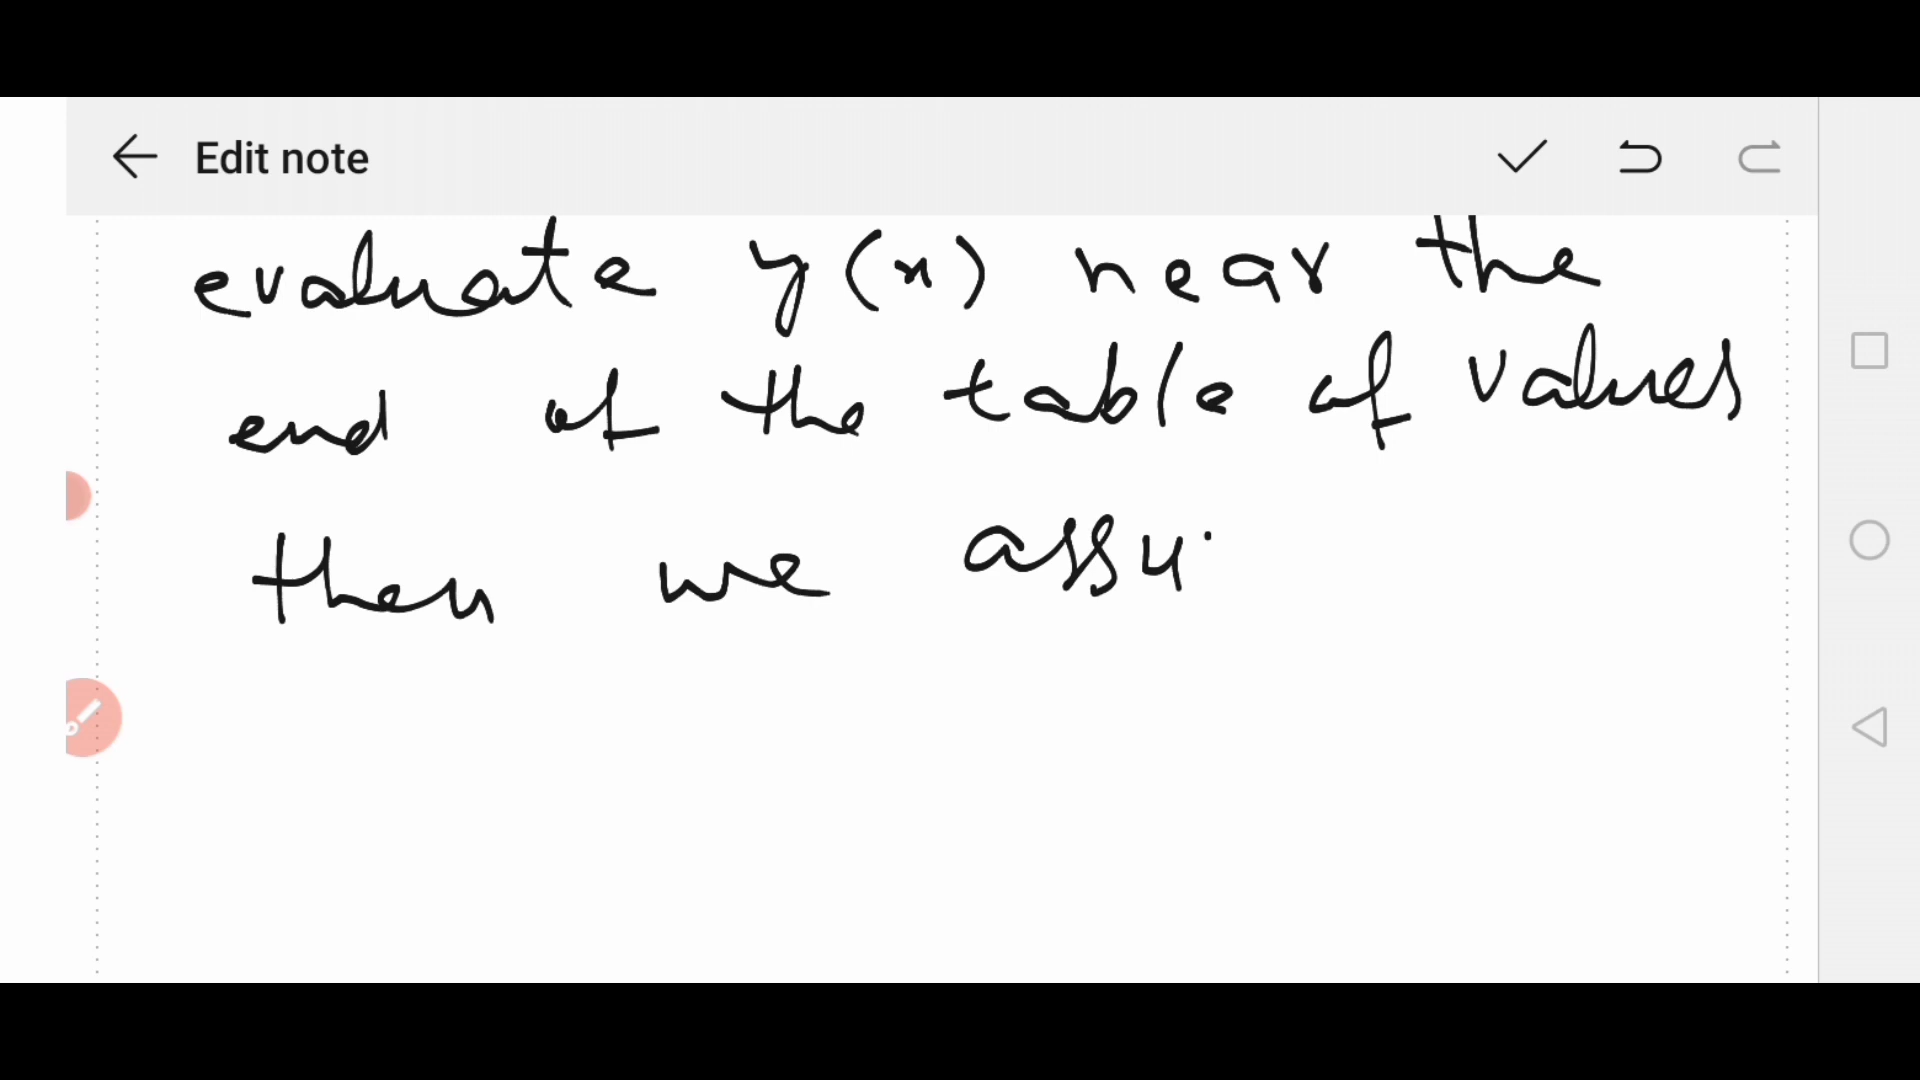 Edit note
evaluate y(x) near the
end of the table of values
then we assu